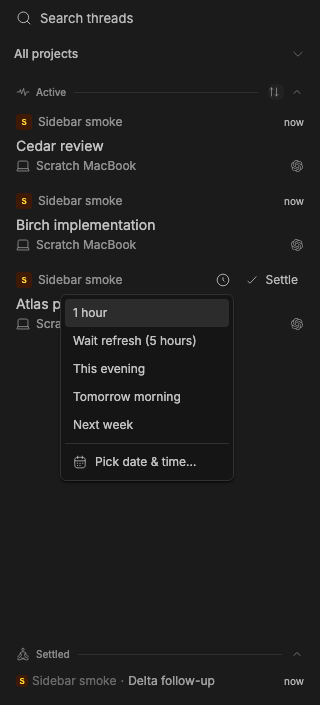 Search threads
All projects
Active
S Sidebar smoke now
Cedar review
Scratch MacBook
S Sidebar smoke now
Birch implementation
Scratch MacBook
S Sidebar smoke Settle
Atlas p
Scra
1 hour
Wait refresh (5 hours)
This evening
Tomorrow morning
Next week
Pick date & time...
Settled
S Sidebar smoke · Delta follow-up now